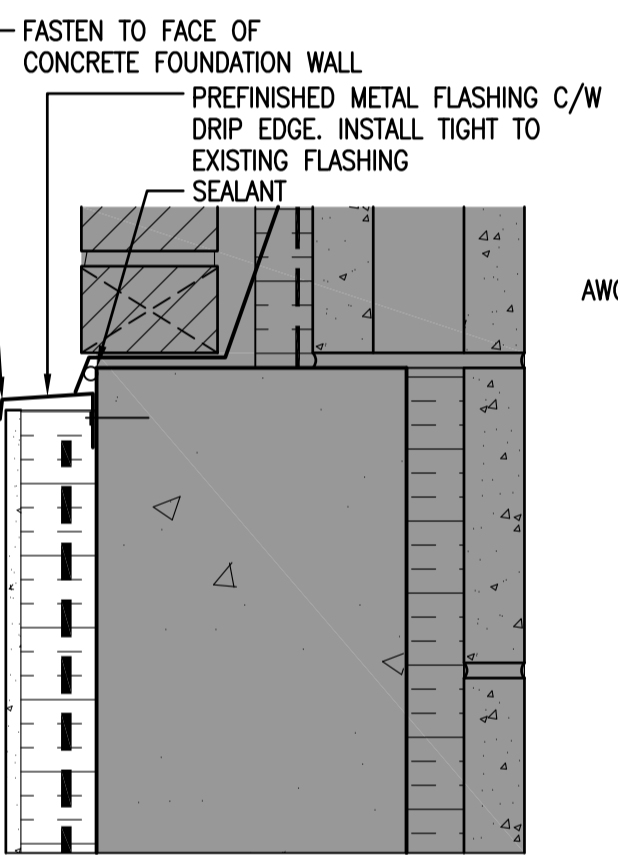 FASTEN TO FACE OF
CONCRETE FOUNDATION WALL
PREFINISHED METAL FLASHING C/W
DRIP EDGE. INSTALL TIGHT TO
EXISTING FLASHING
SEALANT